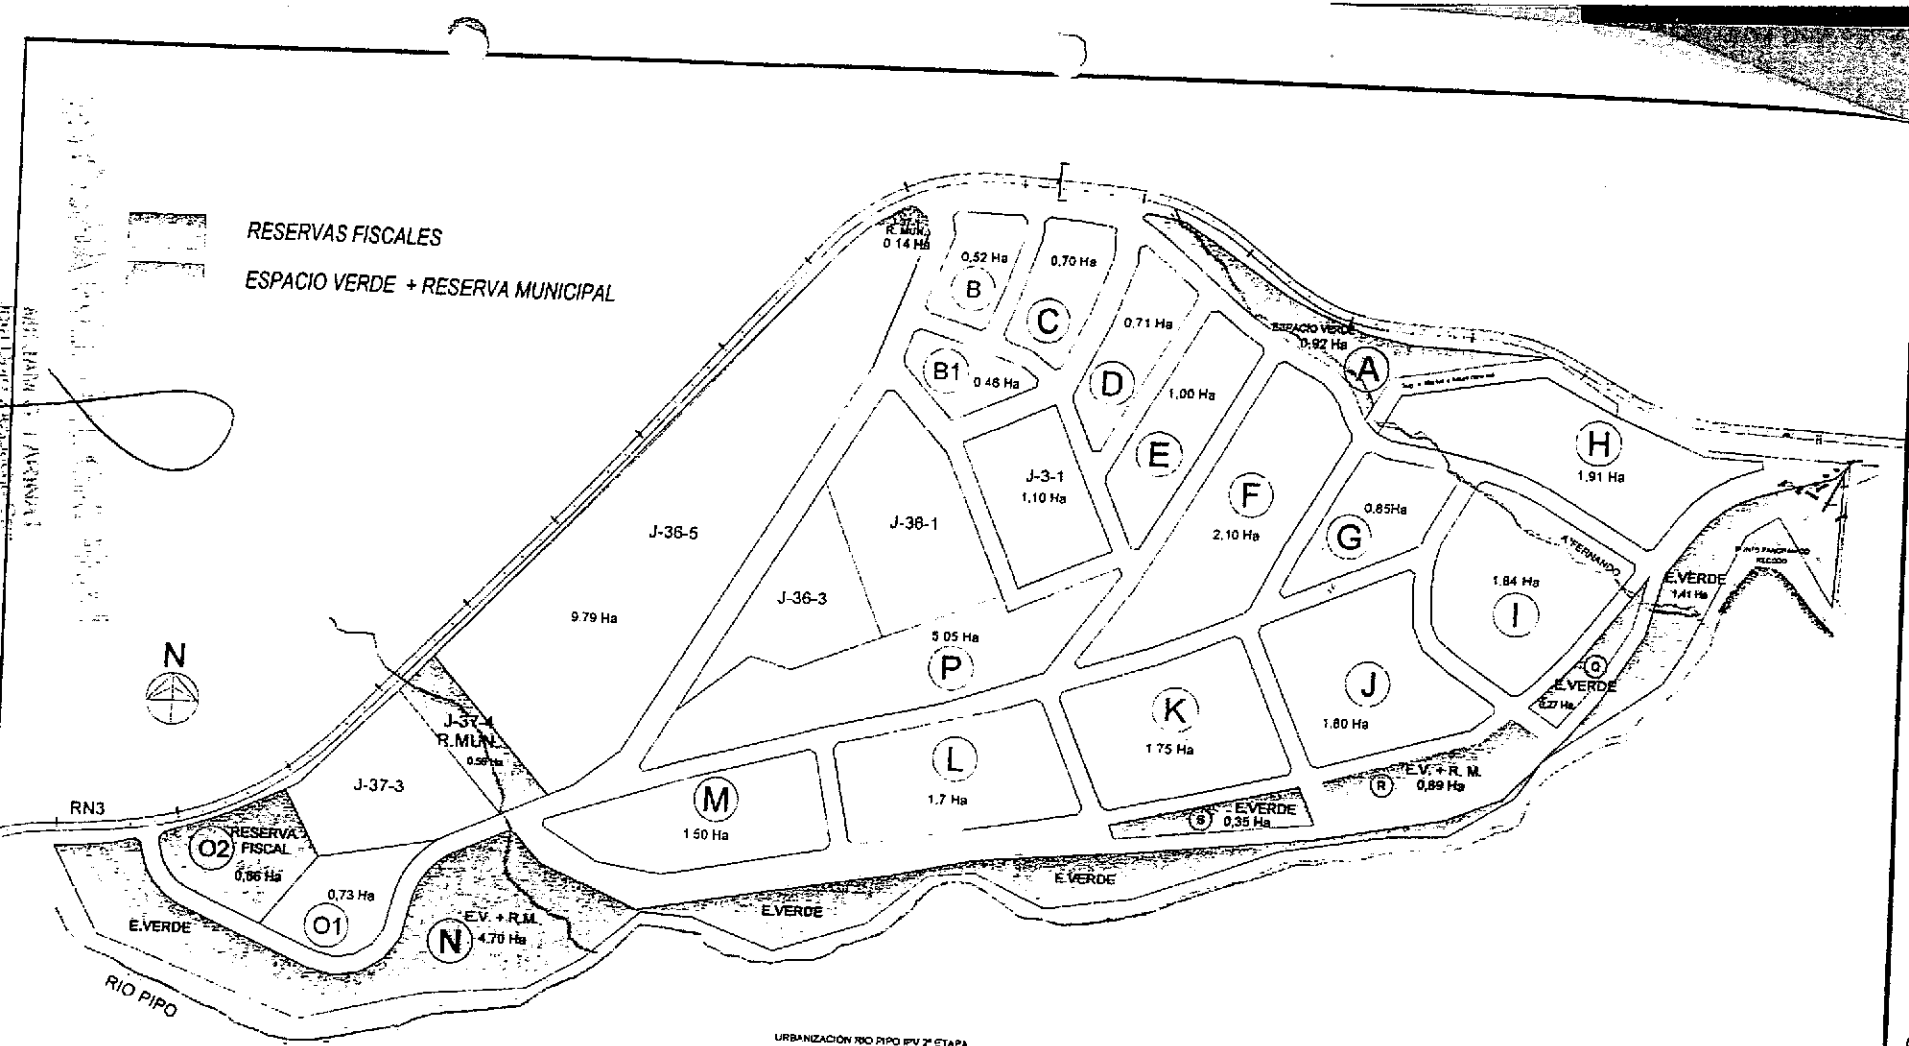 RESERVAS FISCALES
ESPACIO VERDE + RESERVA MUNICIPAL
R. MUN.
0.14 Ha
0,52 Ha
B
0,70 Ha
C
0,71 Ha
D
B1
0.46 Ha
1,00 Ha
E
ESPACIO VERDE
0,92 Ha
A
H
1,91 Ha
J-3-1
1,10 Ha
F
2,10 Ha
0,85Ha
G
J-36-5
9.79 Ha
J-36-1
J-36-3
5.05 Ha
P
A°FERNANDO
1.84 Ha
I
E.VERDE
1,41 Ha
Q
E.VERDE
0,27 Ha
N
J-37-4
R.MUN.
J-37-3
J
1.80 Ha
K
1.75 Ha
L
1.7 Ha
M
1.50 Ha
E.V. + R. M.
0,89 Ha
R
E.VERDE
0,35 Ha
S
RN3
O2
RESERVA
FISCAL
0,86 Ha
0,73 Ha
O1
E.V. + R.M.
4.70 Ha
N
E.VERDE
E.VERDE
E.VERDE
RIO PIPO
URBANIZACIÓN RIO PIPO IPV 2ª ETAPA